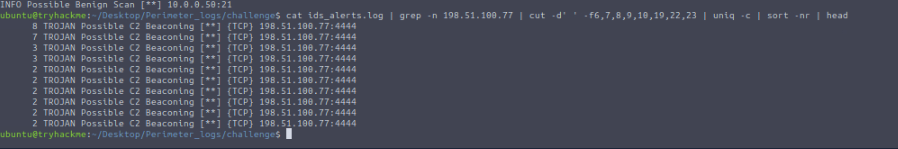 INFO Possible Benign Scan [**] 10.0.0.50:21
ubuntu@tryhackme:~/Desktop/Perimeter_logs/challenge$ cat ids_alerts.log | grep -n 198.51.100.77 | cut -d' ' -f6,7,8,9,10,19,22,23 | uniq -c | sort -nr | head
8 TROJAN Possible C2 Beaconing [**] {TCP} 198.51.100.77:4444
7 TROJAN Possible C2 Beaconing [**] {TCP} 198.51.100.77:4444
3 TROJAN Possible C2 Beaconing [**] {TCP} 198.51.100.77:4444
3 TROJAN Possible C2 Beaconing [**] {TCP} 198.51.100.77:4444
2 TROJAN Possible C2 Beaconing [**] {TCP} 198.51.100.77:4444
2 TROJAN Possible C2 Beaconing [**] {TCP} 198.51.100.77:4444
2 TROJAN Possible C2 Beaconing [**] {TCP} 198.51.100.77:4444
2 TROJAN Possible C2 Beaconing [**] {TCP} 198.51.100.77:4444
2 TROJAN Possible C2 Beaconing [**] {TCP} 198.51.100.77:4444
2 TROJAN Possible C2 Beaconing [**] {TCP} 198.51.100.77:4444
ubuntu@tryhackme:~/Desktop/Perimeter_logs/challenge$